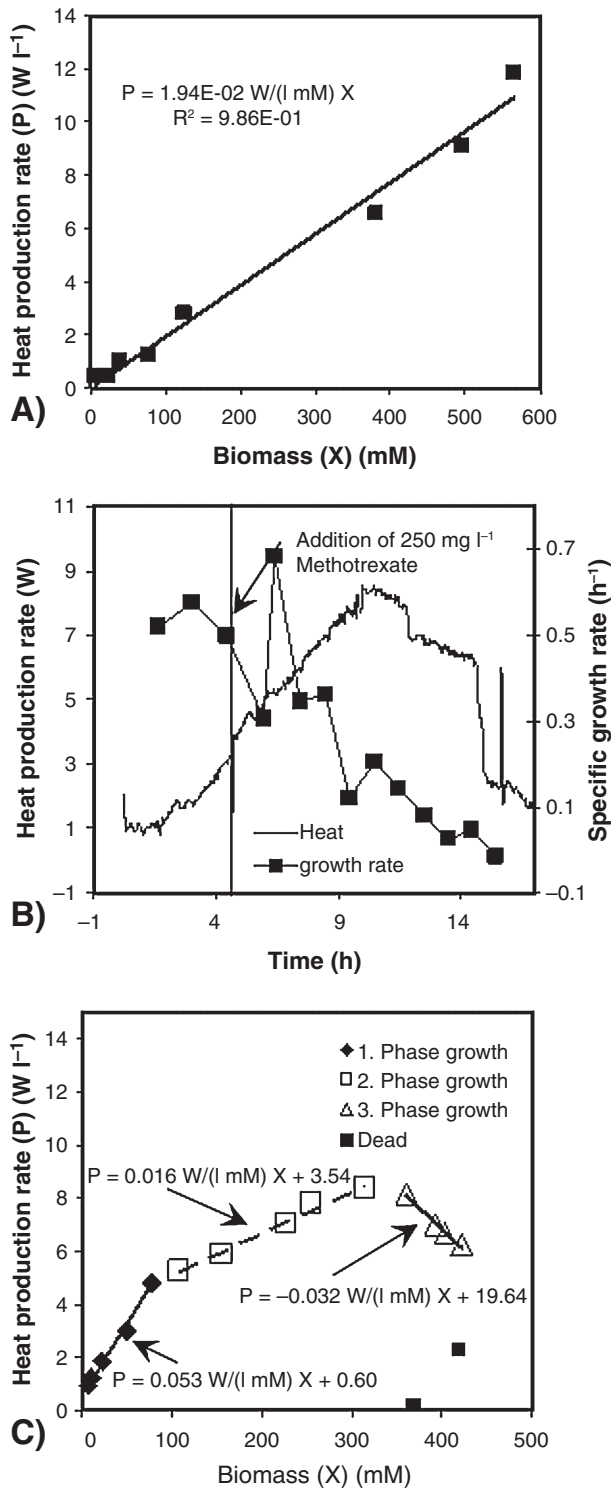 14
12
10
8
6
4
2
0
Heat production rate (P) (W l–1)
P = 1.94E-02 W/(l mM) X
R² = 9.86E-01
0 100 200 300 400 500 600
A)
Biomass (X) (mM)
11
9
7
5
3
1
–1
Heat production rate (W)
Addition of 250 mg l–1
Methotrexate
Heat
growth rate
0.7
0.5
0.3
0.1
–0.1
Specific growth rate (h–1)
–1 4 9 14
B)
Time (h)
14
12
10
8
6
4
2
0
Heat production rate (P) (W l–1)
1. Phase growth
2. Phase growth
3. Phase growth
Dead
P = 0.016 W/(l mM) X + 3.54
P = –0.032 W/(l mM) X + 19.64
P = 0.053 W/(l mM) X + 0.60
0 100 200 300 400 500
C)
Biomass (X) (mM)